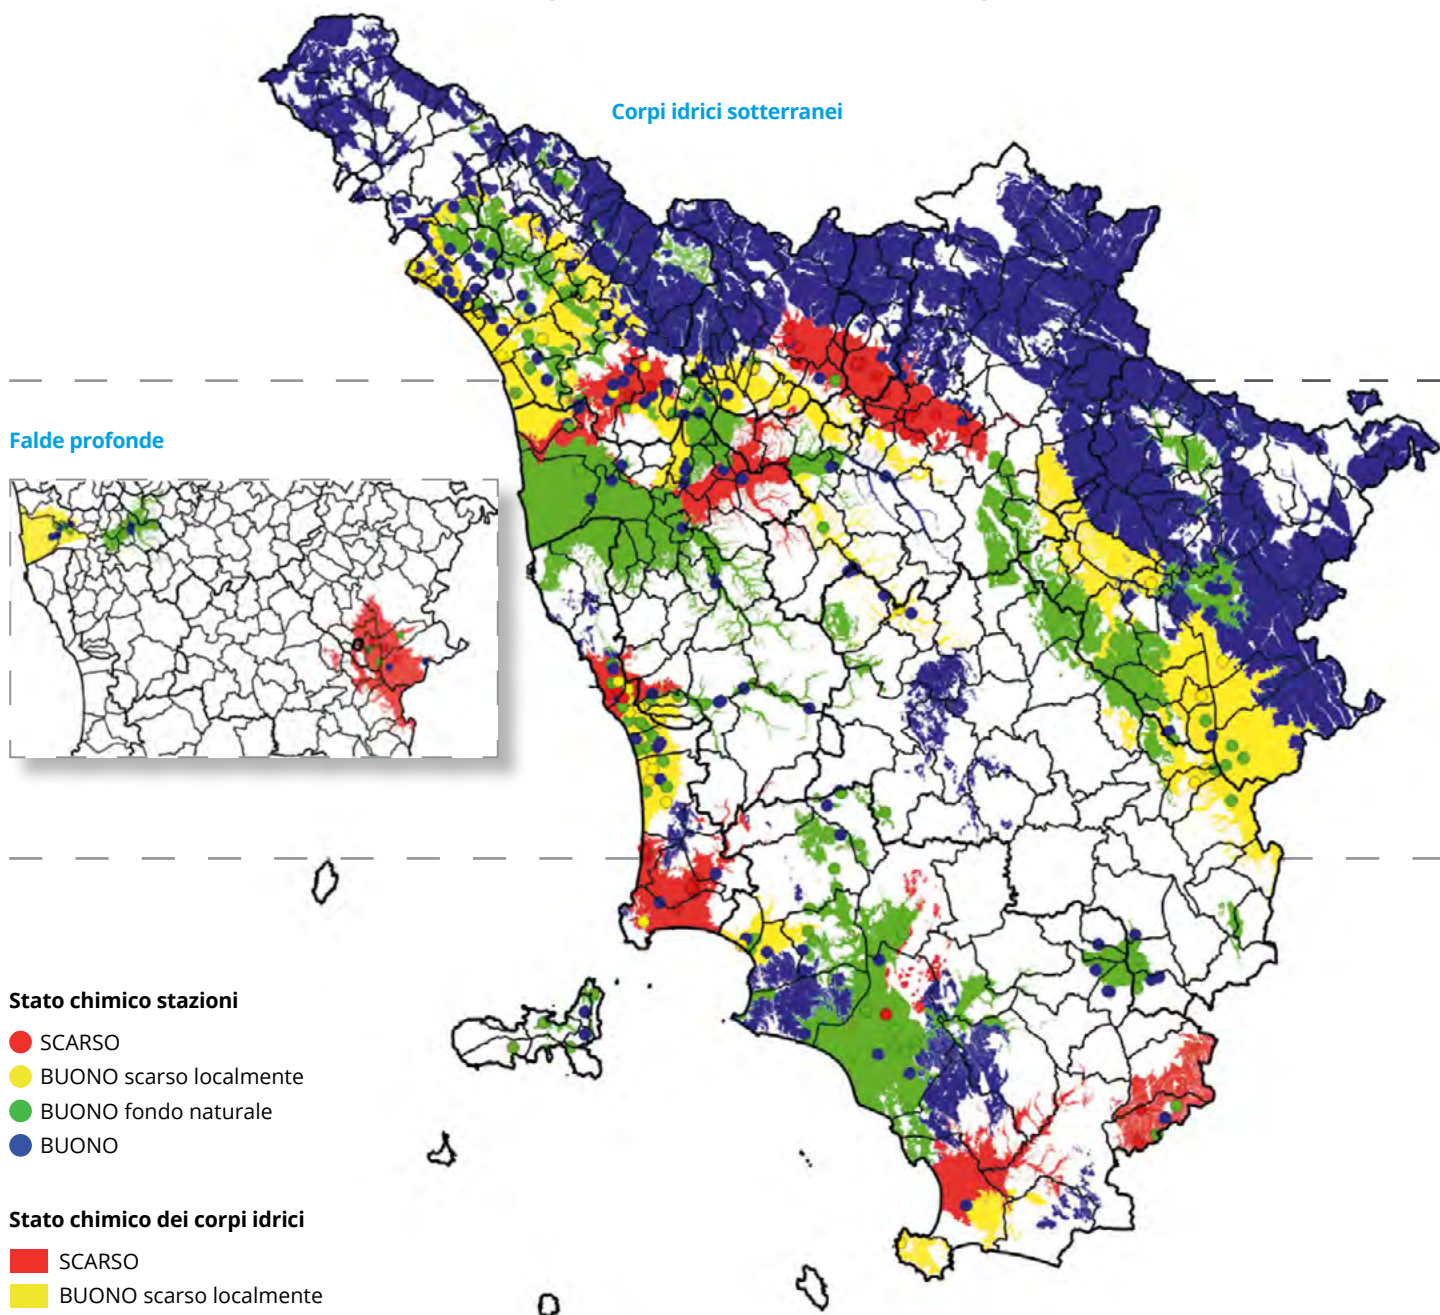 Corpi idrici sotterranei
Falde profonde
Stato chimico stazioni
SCARSO
BUONO scarso localmente
BUONO fondo naturale
BUONO
Stato chimico dei corpi idrici
SCARSO
BUONO scarso localmente